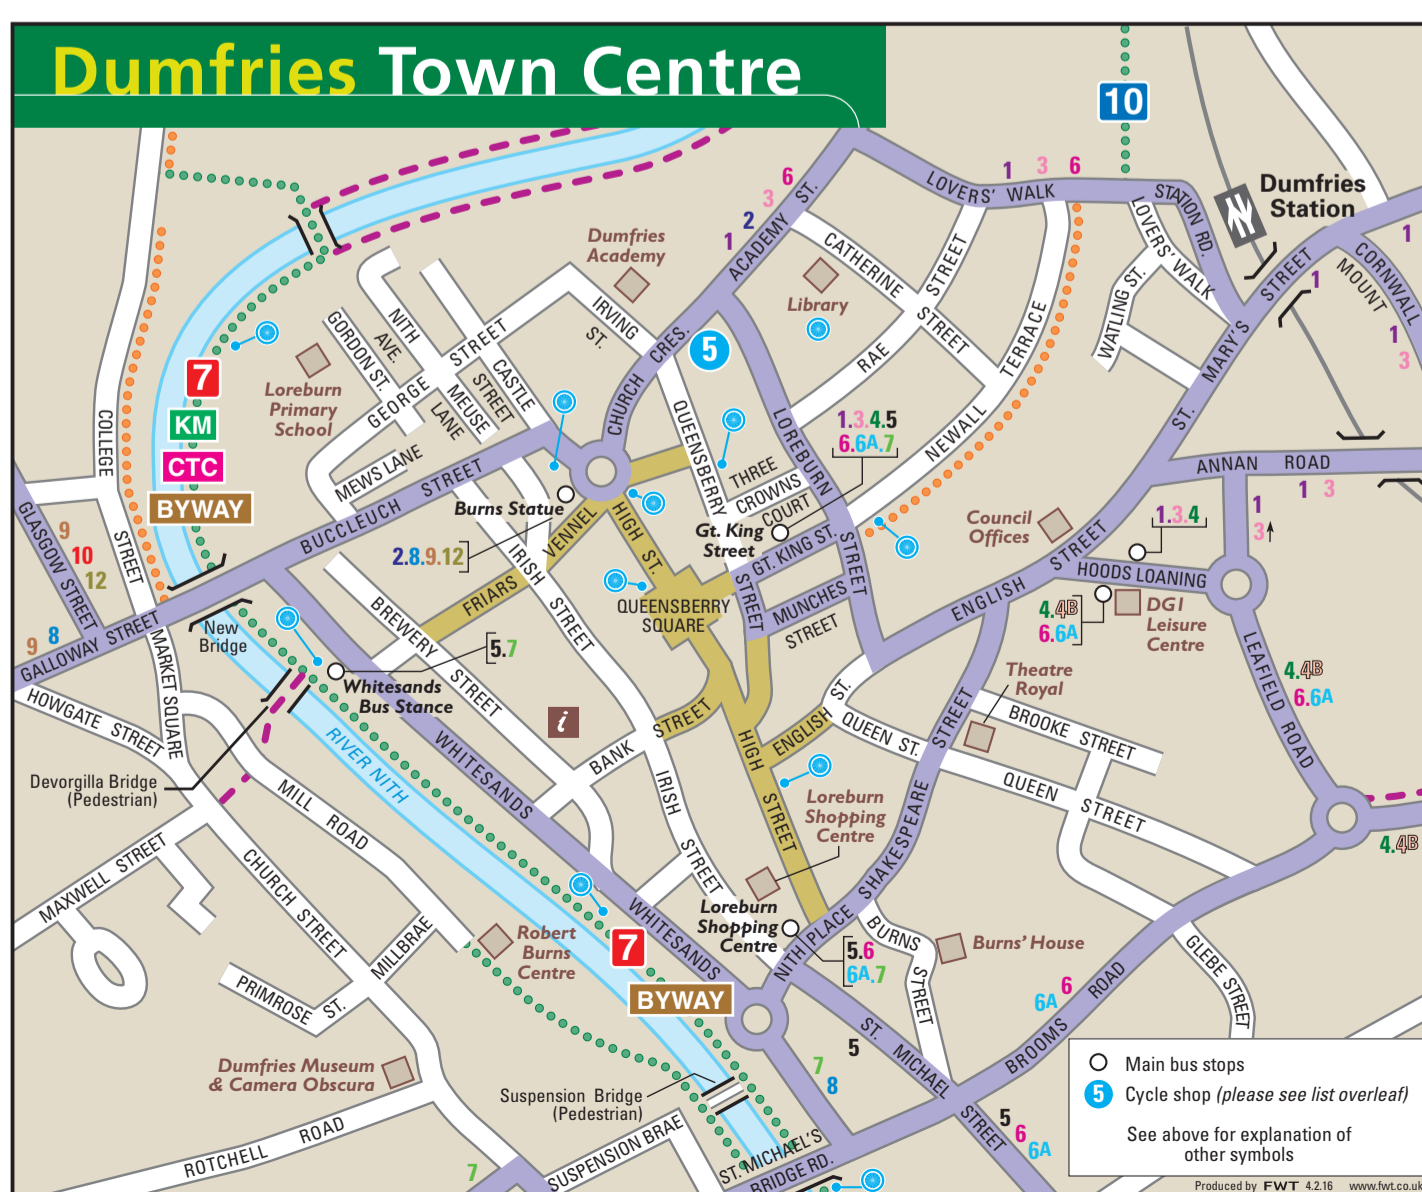 Dumfries Town Centre
10
1
3
6
LOVERS' WALK
STATION RD.
Dumfries
Station
6
3
2
1
ACADEMY ST.
Dumfries
Academy
CATHERINE
STREET
STREET
RAE
Library
LOVERS' WALK
WATLING ST.
ST. MARY'S STREET
1
1
CORNWALL
MOUNT
1
3
IRVING
ST.
NITH
AVE.
GORDON ST.
GEORGE STREET
CASTLE
STREET
MEUSE
LANE
Loreburn
Primary
School
7
KM
CTC
BYWAY
COLLEGE
STREET
MEWS LANE
BUCCLEUCH STREET
CHURCH CRES.
5
QUEENSBERRY
STREET
LOREBURN
STREET
NEWALL
TERRACE
1.3.4.5
6.6A.7
THREE
CROWNS
COURT
Gt. King
Street
GT. KING ST.
MUNCHES
STREET
Burns Statue
2.8.9.12
IRISH
STREET
FRIARS VENNEL
HIGH ST.
QUEENSBERRY
SQUARE
ANNAN ROAD
1
3
1
3
Council
Offices
1.3.4
HOODS LOANING
ENGLISH STREET
4.4B
6.6A
DG1
Leisure
Centre
LEAFIELD ROAD
4.4B
6.6A
4.4B
GLASGOW STREET
9
10
12
9
8
GALLOWAY STREET
New
Bridge
MARKET SQUARE
HOWGATE STREET
BREWERY STREET
5.7
Whitesands
Bus Stance
i
Devorgilla Bridge
(Pedestrian)
RIVER NITH
WHITESANDS
BANK STREET
IRISH
STREET
HIGH
STREET
ENGLISH ST.
QUEEN ST.
Theatre
Royal
BROOKE STREET
QUEEN STREET
SHAKESPEARE STREET
Loreburn
Shopping
Centre
MILL ROAD
MAXWELL STREET
CHURCH STREET
MILLBRAE
PRIMROSE ST.
Robert
Burns
Centre
7
BYWAY
WHITESANDS
Loreburn
Shopping
Centre
NITH PLACE
5.6
6A.7
BURNS
STREET
Burns' House
GLEBE STREET
6A
6
BROOMS ROAD
ST. MICHAEL
STREET
5
7
8
5
6
6A
Dumfries Museum
& Camera Obscura
Suspension Bridge
(Pedestrian)
ROTCHELL ROAD
7
SUSPENSION BRAE
ST. MICHAEL'S
BRIDGE RD.
Main bus stops
5 Cycle shop (please see list overleaf)
See above for explanation of
other symbols
Produced by FWT 4.2.16 www.fwt.co.uk